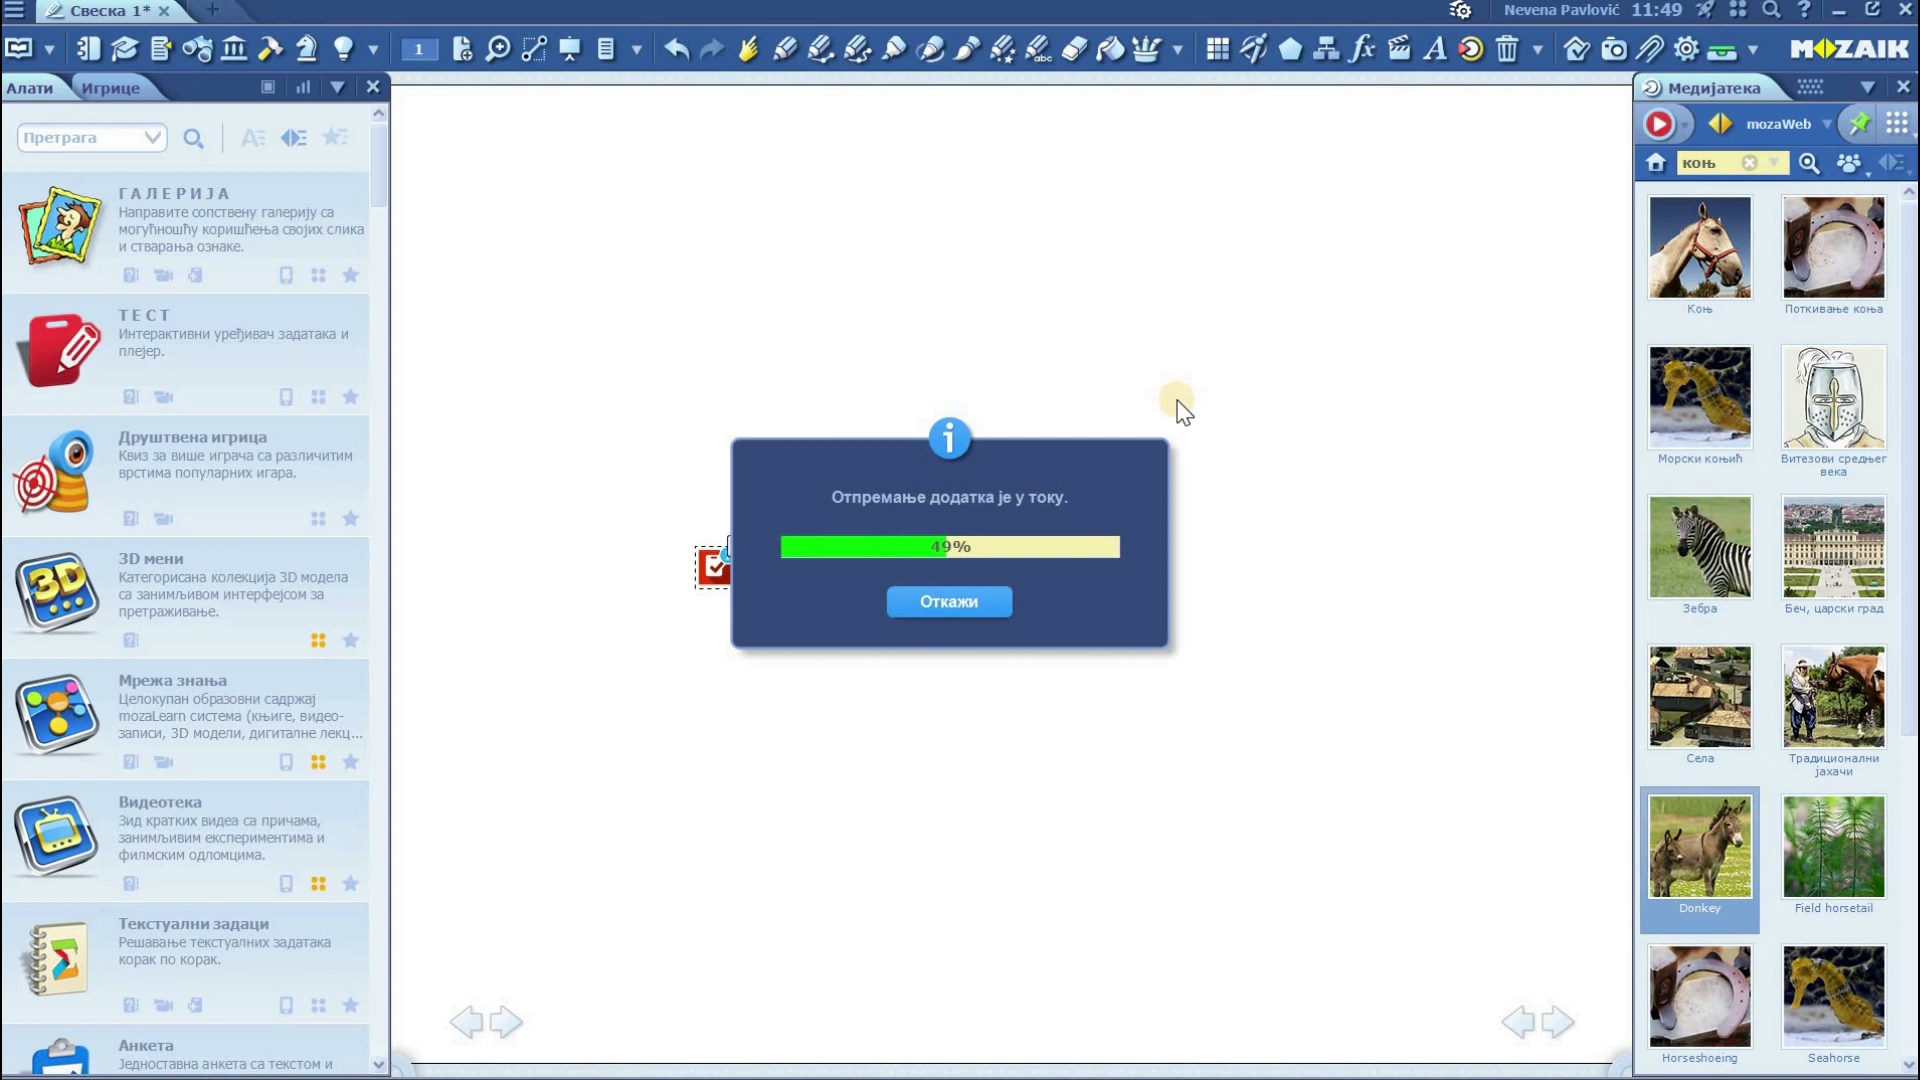 Свеска 1*
Nevena Pavlović 11:49
1
abc
MOZAIK
Алати Игрице
Медијатека
Претрага
mozaWeb
коњ
ГАЛЕРИЈА
Направите сопствену галерију са
могућношћу коришћења својих слика
и стварања ознаке.
ТЕСТ
Интерактивни уређивач задатака и
плејер.
Друштвена игрица
Квиз за више играча са различитим
врстима популарних игара.
3D мени
Категорисана колекција 3D модела
са занимљивом интерфејсом за
претраживање.
Мрежа знања
Целокупан образовни садржај
mozaLearn система (књиге, видео-
записи, 3D модели, дигиталне лекц...
Видеотека
Зид кратких видеа са причама,
занимљивим експериментима и
филмским одломцима.
Текстуални задаци
Решавање текстуалних задатака
корак по корак.
Анкета
Једноставна анкета са текстом и
Отпремање додатка је у току.
49%
Откажи
Коњ
Поткивање коња
Морски коњић
Витезови средњег
века
Зебра
Беч, царски град
Села
Традиционални
јахачи
Donkey
Field horsetail
Horseshoeing
Seahorse